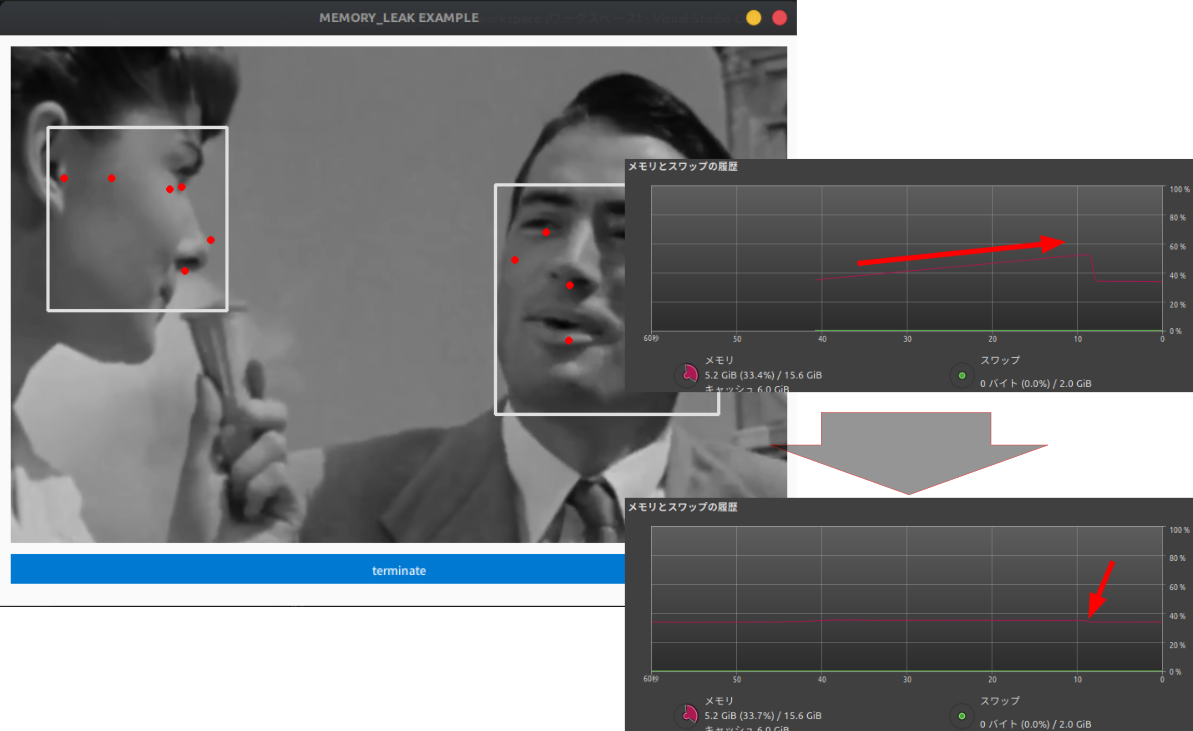 MEMORY_LEAK EXAMPLE
terminate
メモリとスワップの履歴
100 %
80 %
60 %
40 %
20 %
0 %
60秒 50 40 30 20 10 0
メモリ
5.2 GiB (33.4%) / 15.6 GiB
キャッシュ 6.0 GiB
スワップ
0 バイト (0.0%) / 2.0 GiB
メモリとスワップの履歴
100 %
80 %
60 %
40 %
20 %
0 %
60秒 50 40 30 20 10 0
メモリ
5.2 GiB (33.7%) / 15.6 GiB
キャッシュ 6.0 GiB
スワップ
0 バイト (0.0%) / 2.0 GiB